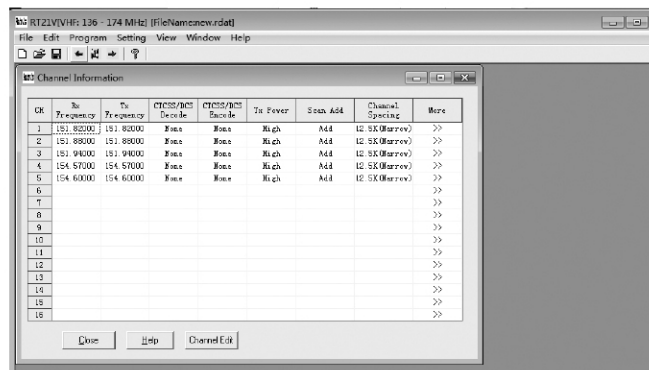 RT21V[VHF: 136 - 174 MHz] [FileName:new.rdat]
File Edit Program Setting View Window Help
Channel Information
CH Rx Frequency Tx Frequency CTCSS/DCS Decode CTCSS/DCS Encode Tx Power Scan Add Channel Spacing More
1 151.82000 151.82000 None None High Add 12.5K(Narrow) >>
2 151.88000 151.88000 None None High Add 12.5K(Narrow) >>
3 151.94000 151.94000 None None High Add 12.5K(Narrow) >>
4 154.57000 154.57000 None None High Add 12.5K(Narrow) >>
5 154.60000 154.60000 None None High Add 12.5K(Narrow) >>
6 >>
7 >>
8 >>
9 >>
10 >>
11 >>
12 >>
13 >>
14 >>
15 >>
16 >>
Close Help Channel Edit